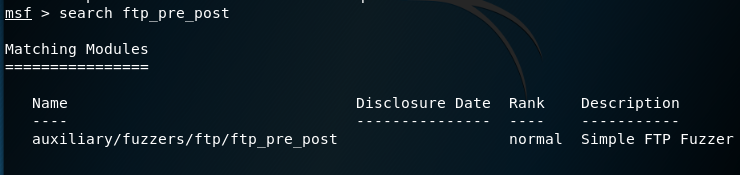 msf > search ftp_pre_post
Matching Modules
================
Name Disclosure Date Rank Description
---- --------------- ---- -----------
auxiliary/fuzzers/ftp/ftp_pre_post normal Simple FTP Fuzzer